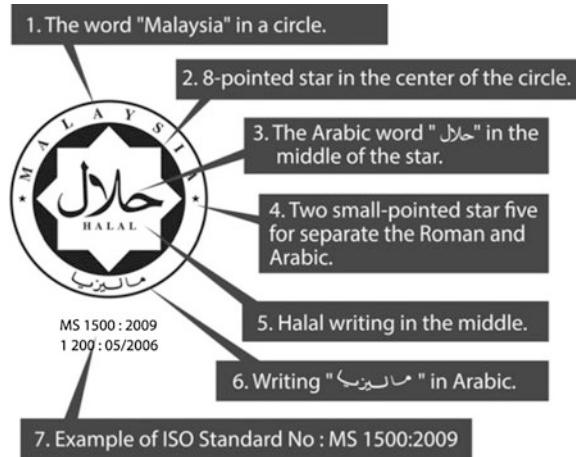 1. The word "Malaysia" in a circle.
2. 8-pointed star in the center of the circle.
3. The Arabic word "حلال" in the
middle of the star.
4. Two small-pointed star five
for separate the Roman and
Arabic.
5. Halal writing in the middle.
6. Writing "ماليزيا" in Arabic.
7. Example of ISO Standard No : MS 1500:2009
MALAYSIA
حلال
HALAL
ماليزيا
MS 1500 : 2009
1 200 : 05/2006